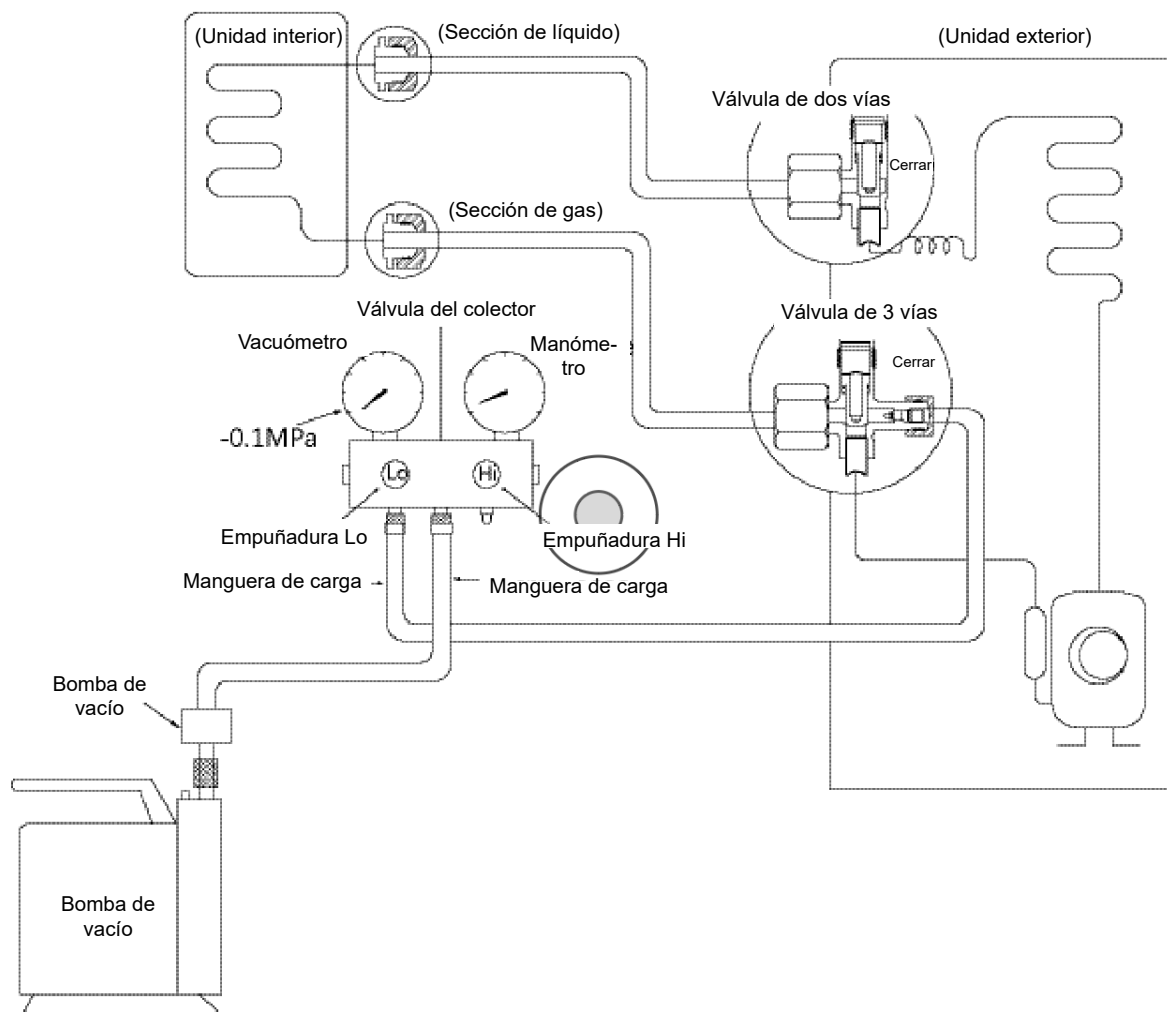 (Unidad interior)
(Sección de líquido)
(Unidad exterior)
Válvula de dos vías
Cerrar
(Sección de gas)
Válvula del colector
Válvula de 3 vías
Vacuómetro
Manóme-
tro
Cerrar
-0.1MPa
Lo
Hi
Empuñadura Lo
Empuñadura Hi
Manguera de carga
Manguera de carga
Bomba de
vacío
Bomba de
vacío